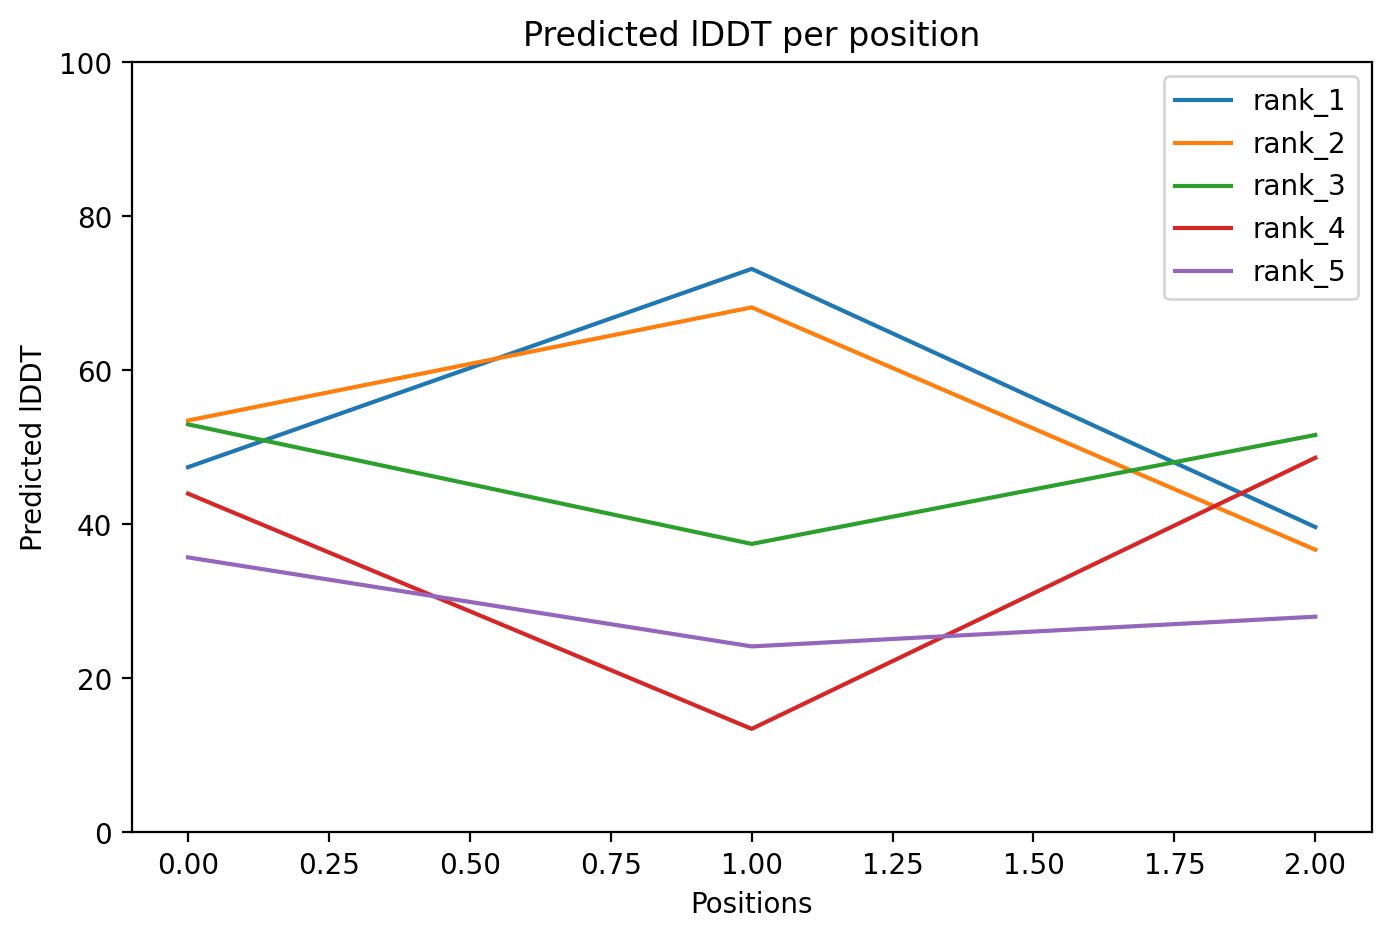 Predicted lDDT per position
100
80
60
40
20
0
Predicted lDDT
rank_1
rank_2
rank_3
rank_4
rank_5
0.00 0.25 0.50 0.75 1.00 1.25 1.50 1.75 2.00
Positions